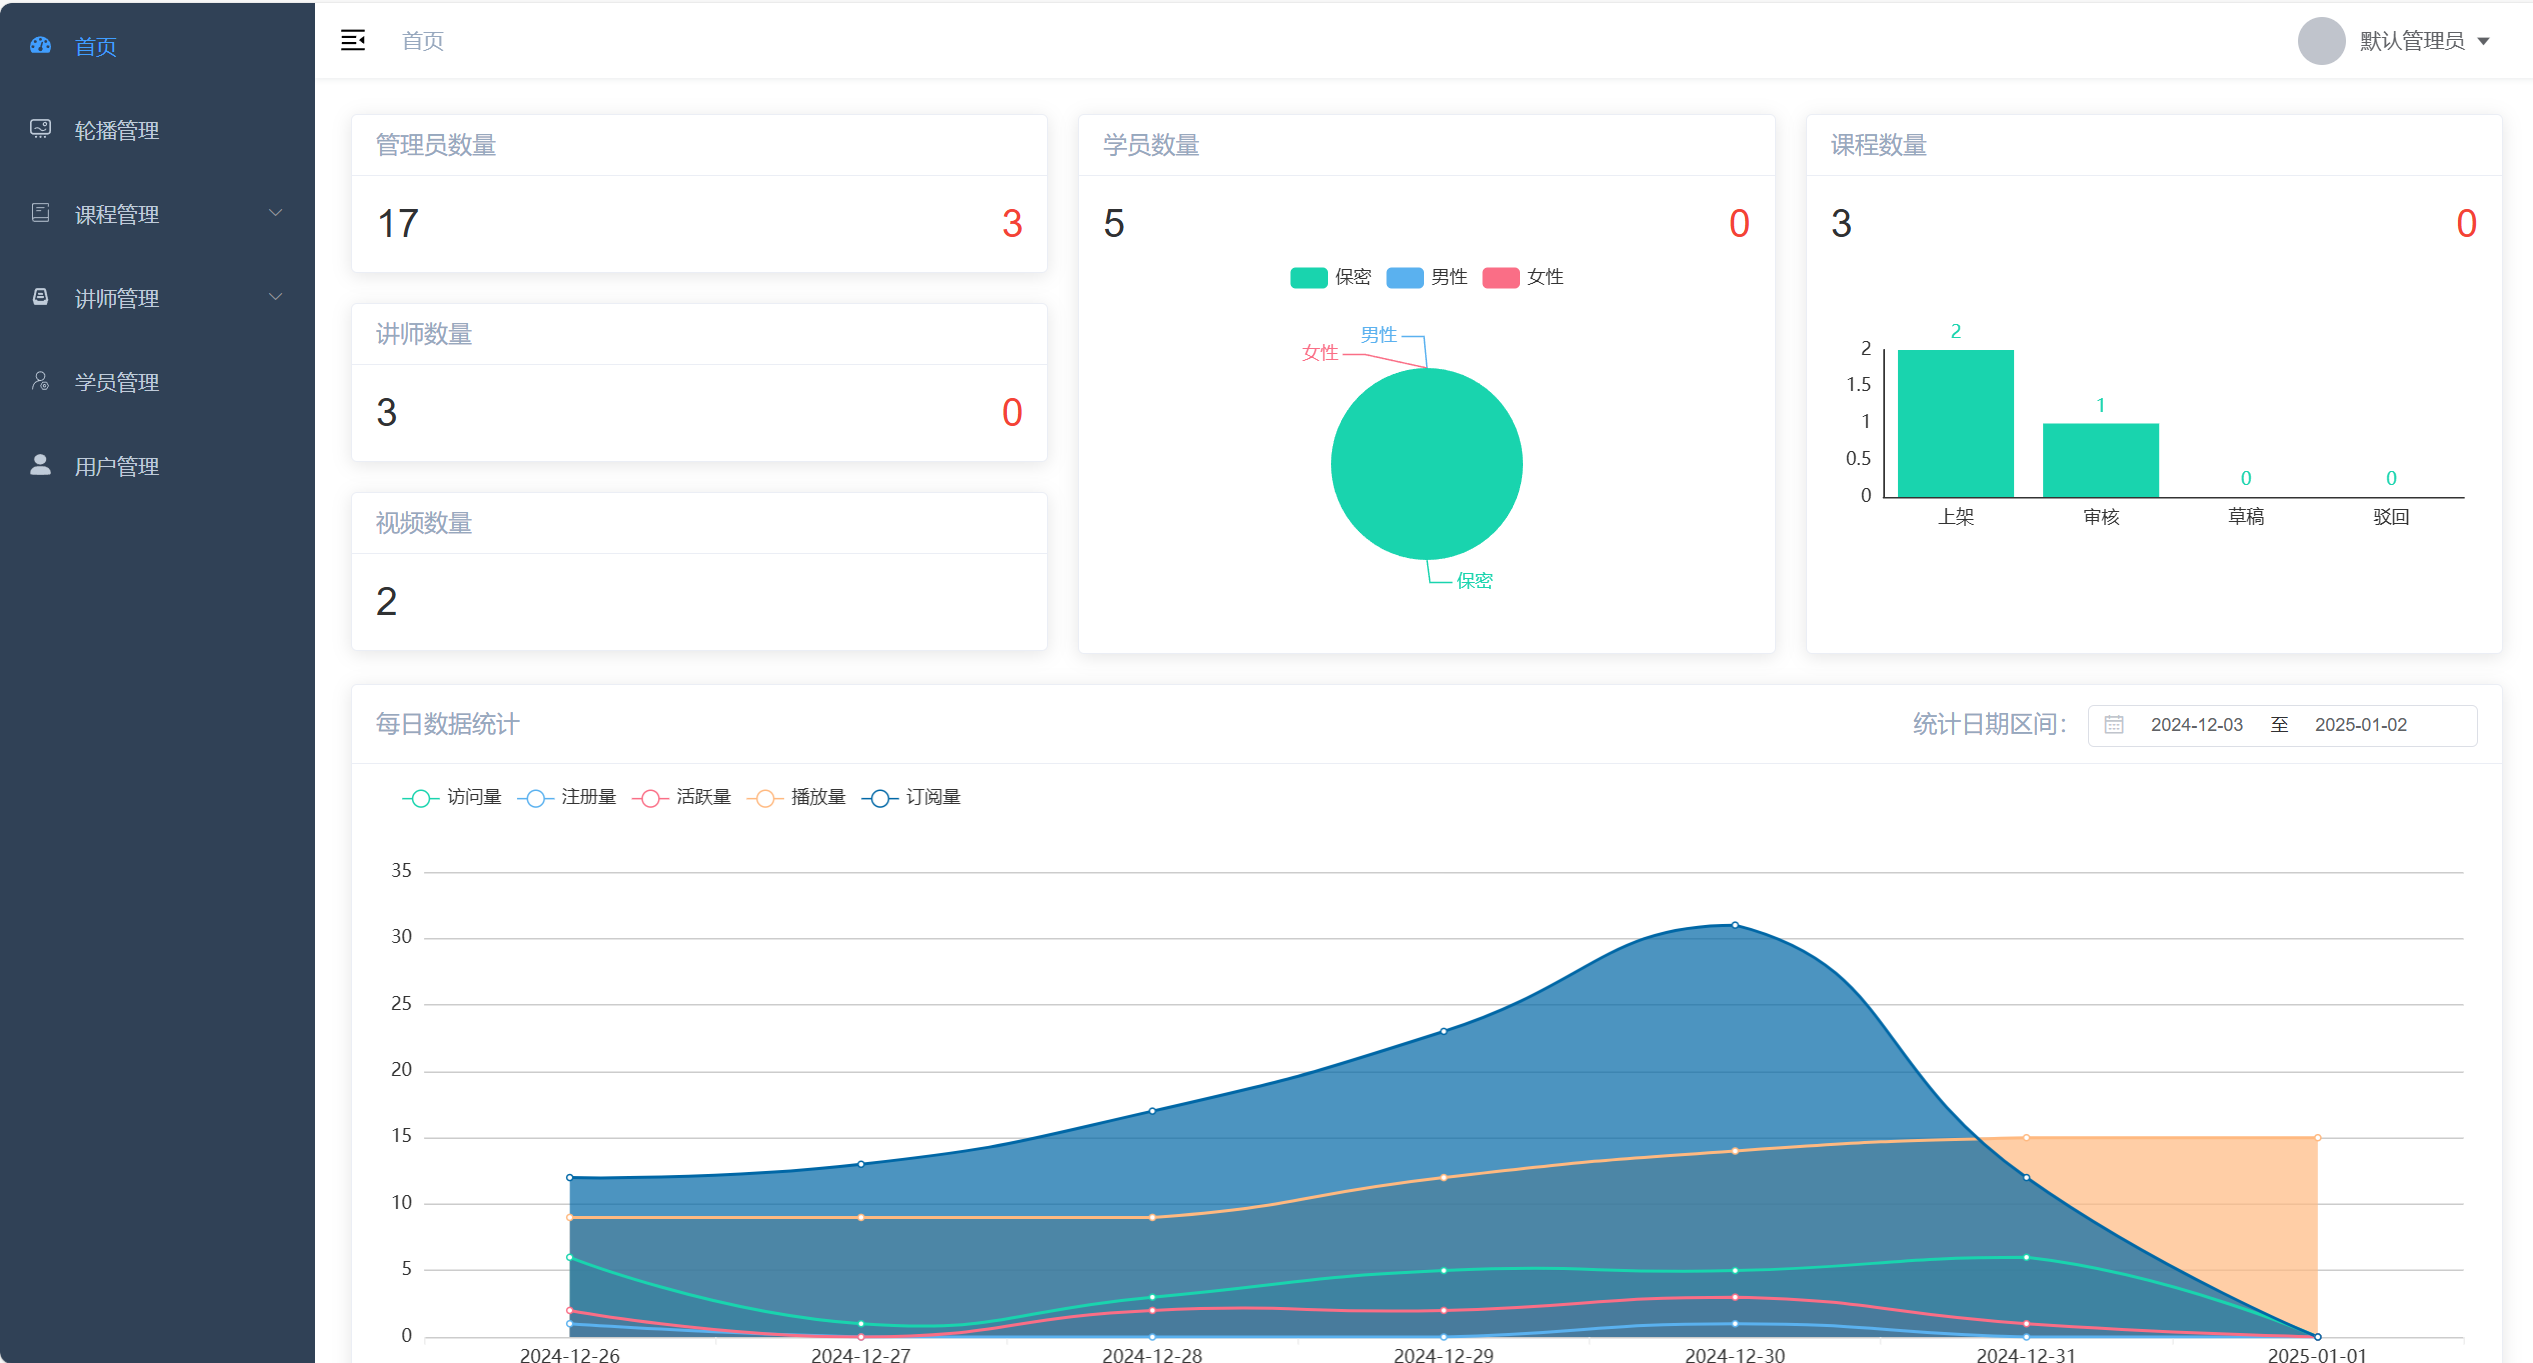 首页
轮播管理
课程管理
讲师管理
学员管理
用户管理
首页
默认管理员
管理员数量
17 3
讲师数量
3 0
视频数量
2
学员数量
5 0
保密 男性 女性
男性
女性
保密
课程数量
3 0
2
1.5
1
0.5
0
2 1 0 0
上架 审核 草稿 驳回
每日数据统计
统计日期区间: 2024-12-03 至 2025-01-02
访问量 注册量 活跃量 播放量 订阅量
35
30
25
20
15
10
5
0
2024-12-26 2024-12-27 2024-12-28 2024-12-29 2024-12-30 2024-12-31 2025-01-01